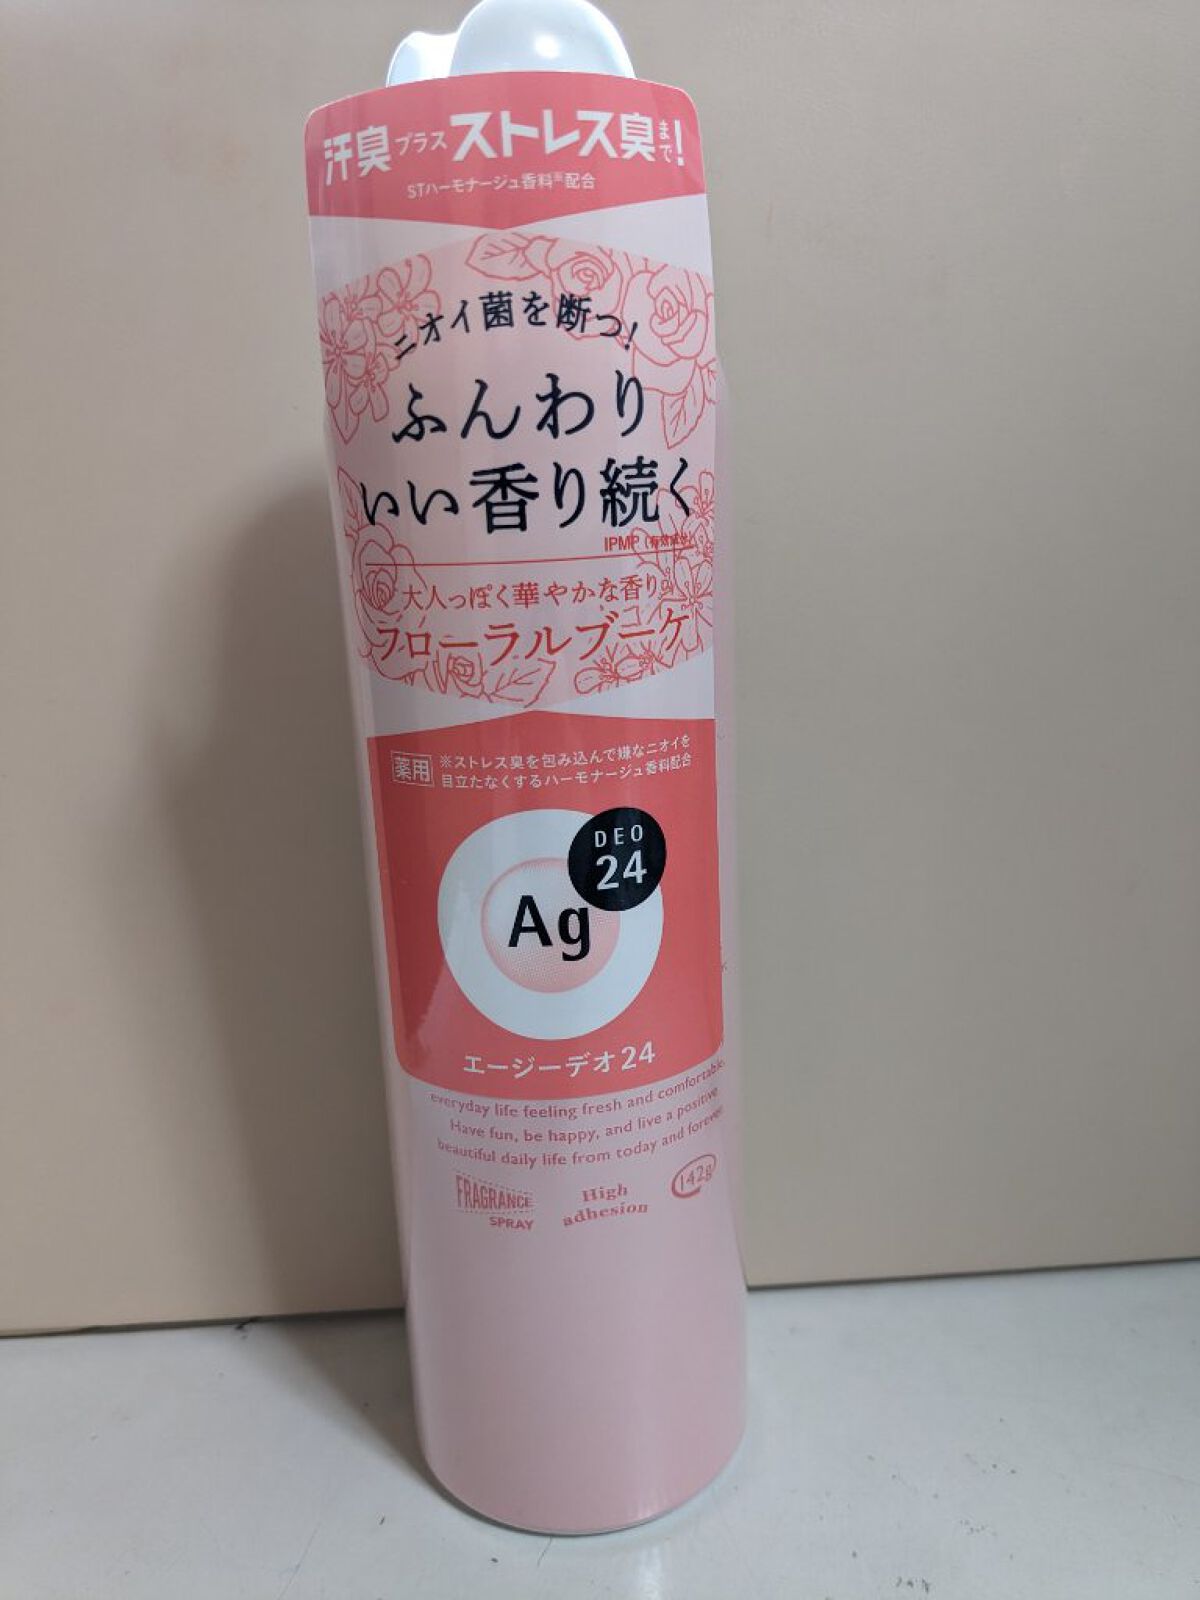 汗臭プラスストレス臭まで!
STハーモナージュ香料※配合
ニオイ菌を断つ!
ふんわり
いい香り続く
IPMP(有効成分)
大人っぽく華やかな香りの
フローラルブーケ
薬用
※ストレス臭を包み込んで嫌なニオイを
目立たなくするハーモナージュ香料配合
DEO
24
Ag
エージーデオ24
everyday life feeling fresh and comfortable.
Have fun, be happy, and live a positive
beautiful daily life from today and forever.
FRAGRANCE
SPRAY
High
adhesion
142g